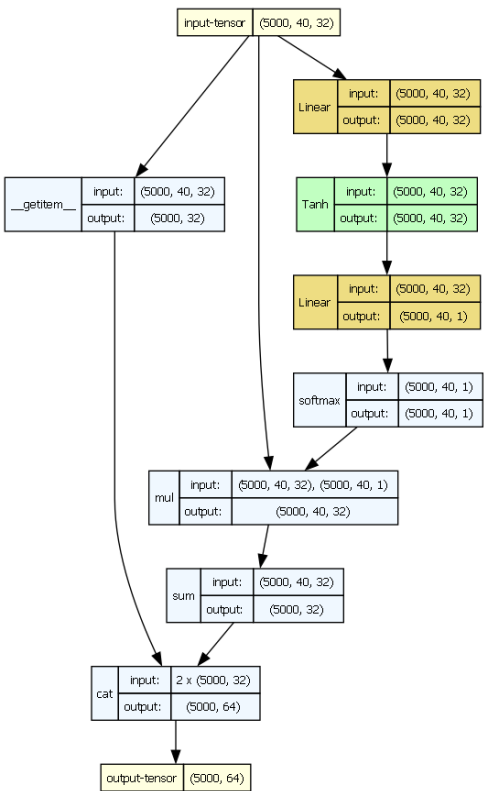 input-tensor (5000, 40, 32)
Linear input: (5000, 40, 32)
output: (5000, 40, 32)
__getitem__ input: (5000, 40, 32)
output: (5000, 32)
Tanh input: (5000, 40, 32)
output: (5000, 40, 32)
Linear input: (5000, 40, 32)
output: (5000, 40, 1)
softmax input: (5000, 40, 1)
output: (5000, 40, 1)
mul input: (5000, 40, 32), (5000, 40, 1)
output: (5000, 40, 32)
sum input: (5000, 40, 32)
output: (5000, 32)
cat input: 2 x (5000, 32)
output: (5000, 64)
output-tensor (5000, 64)